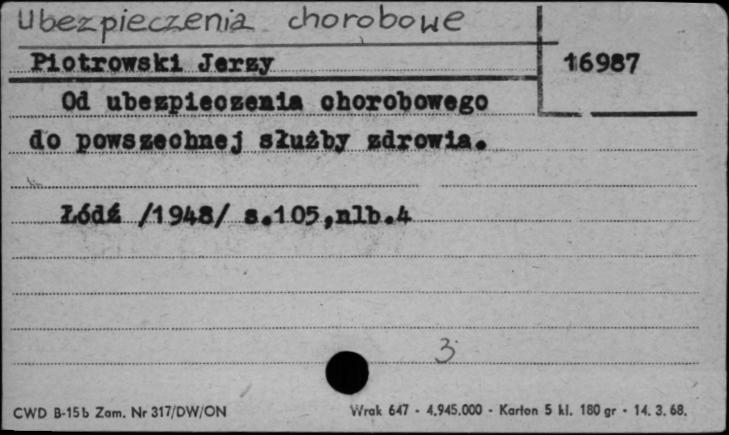 Ubezpieczenia chorobowe
Piotrowski Jerzy
16987
Od ubezpieczenia chorobowego
do powszechnej służby zdrowia.
Łódź /1948/ s.105,nlb.4
3
CWD B-15b Zam. Nr 317/DW/ON
Wrak 647 - 4.945.000 - Karton 5 kl. 180 gr - 14. 3. 68.